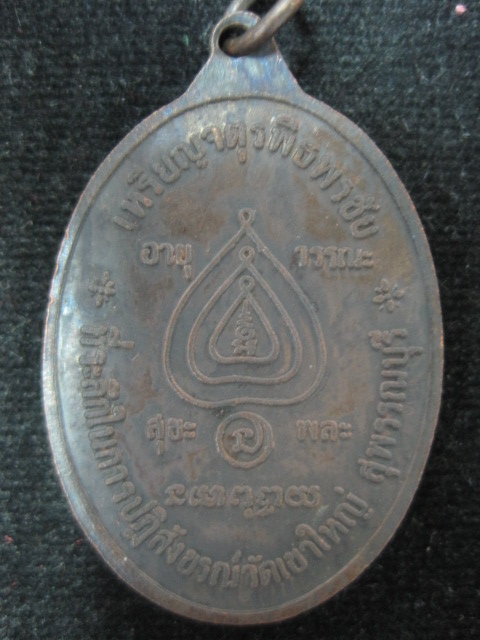 เหรียญจตุรพิธพรชัย
อายุ วรรณะ
สุขะ พละ
ที่ระลึกในการปฏิสังขรณ์วัดเขาใหญ่ สุพรรณบุรี